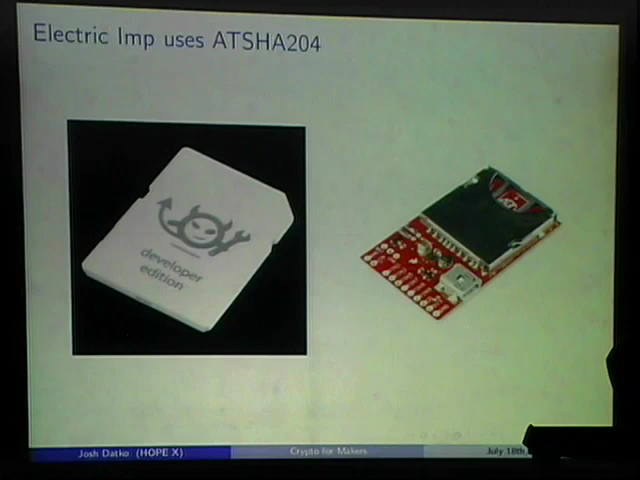 Electric Imp uses ATSHA204
developer
edition
Josh Datko (HOPE X)
Crypto for Makers
July 18th